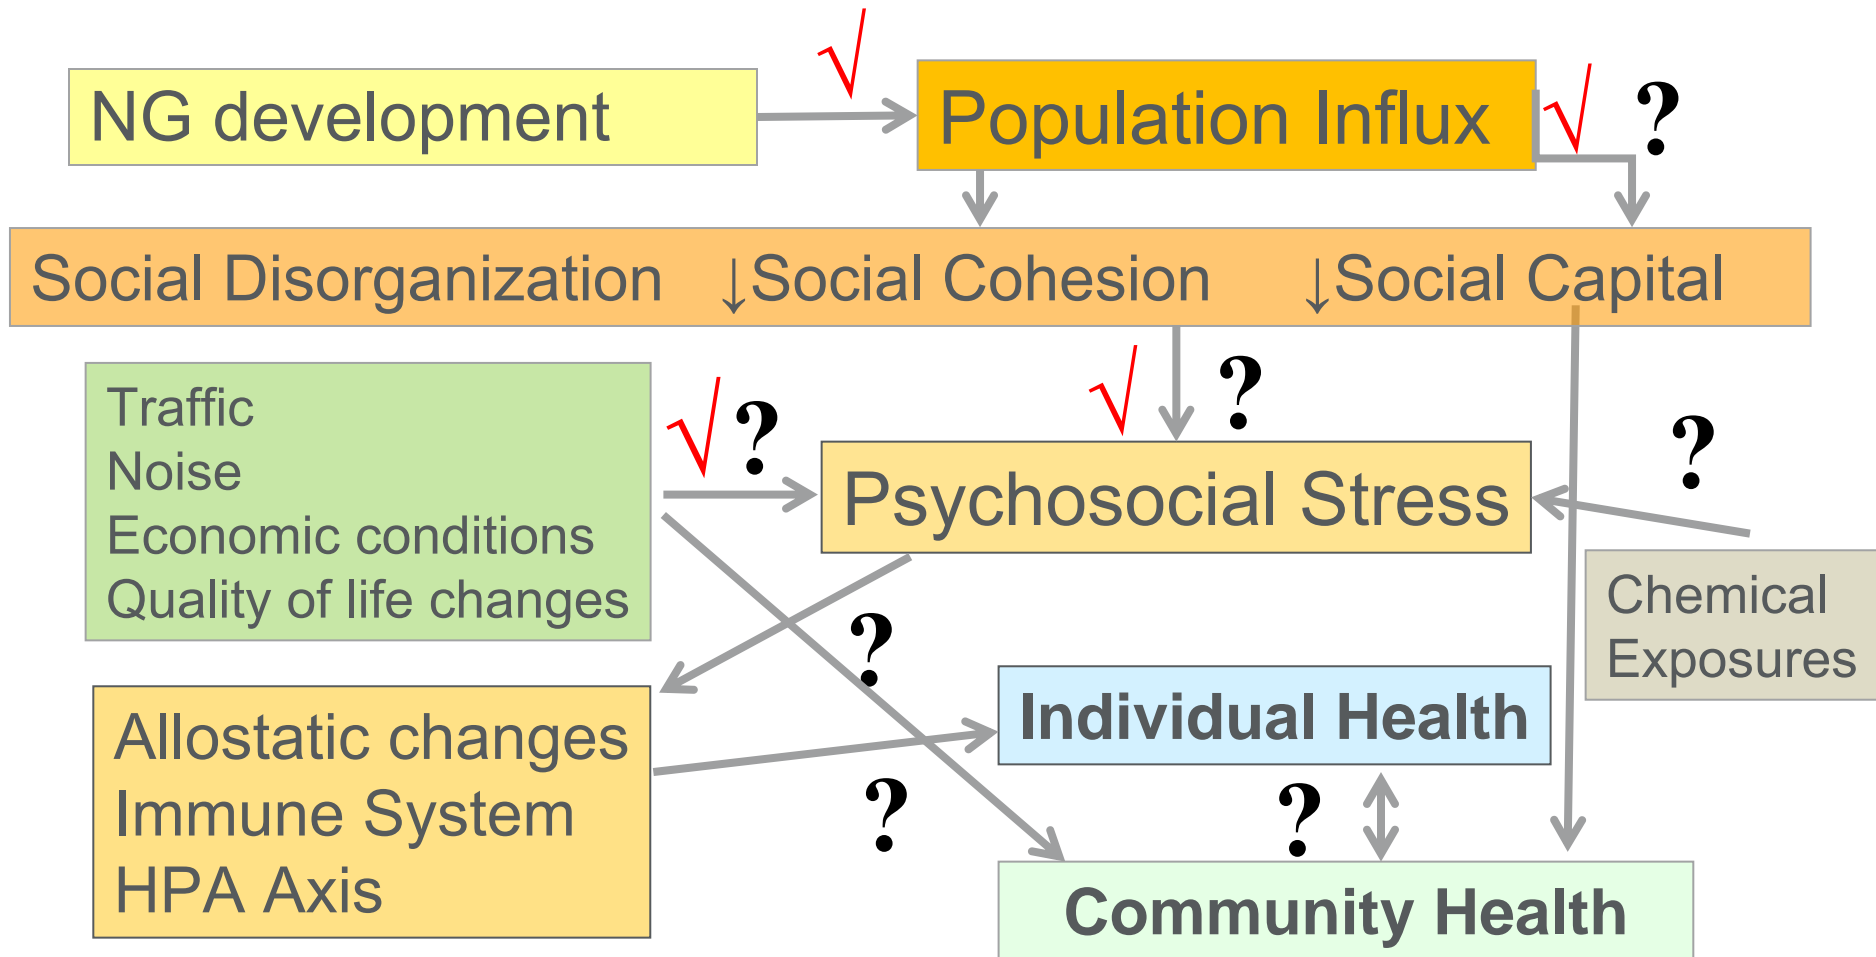 NG development
√
Population Influx
√ ?
Social Disorganization ↓Social Cohesion ↓Social Capital
Traffic
Noise
Economic conditions
Quality of life changes
√ ?
√ ?
Psychosocial Stress
?
Chemical
Exposures
?
Allostatic changes
Immune System
HPA Axis
?
Individual Health
?
Community Health